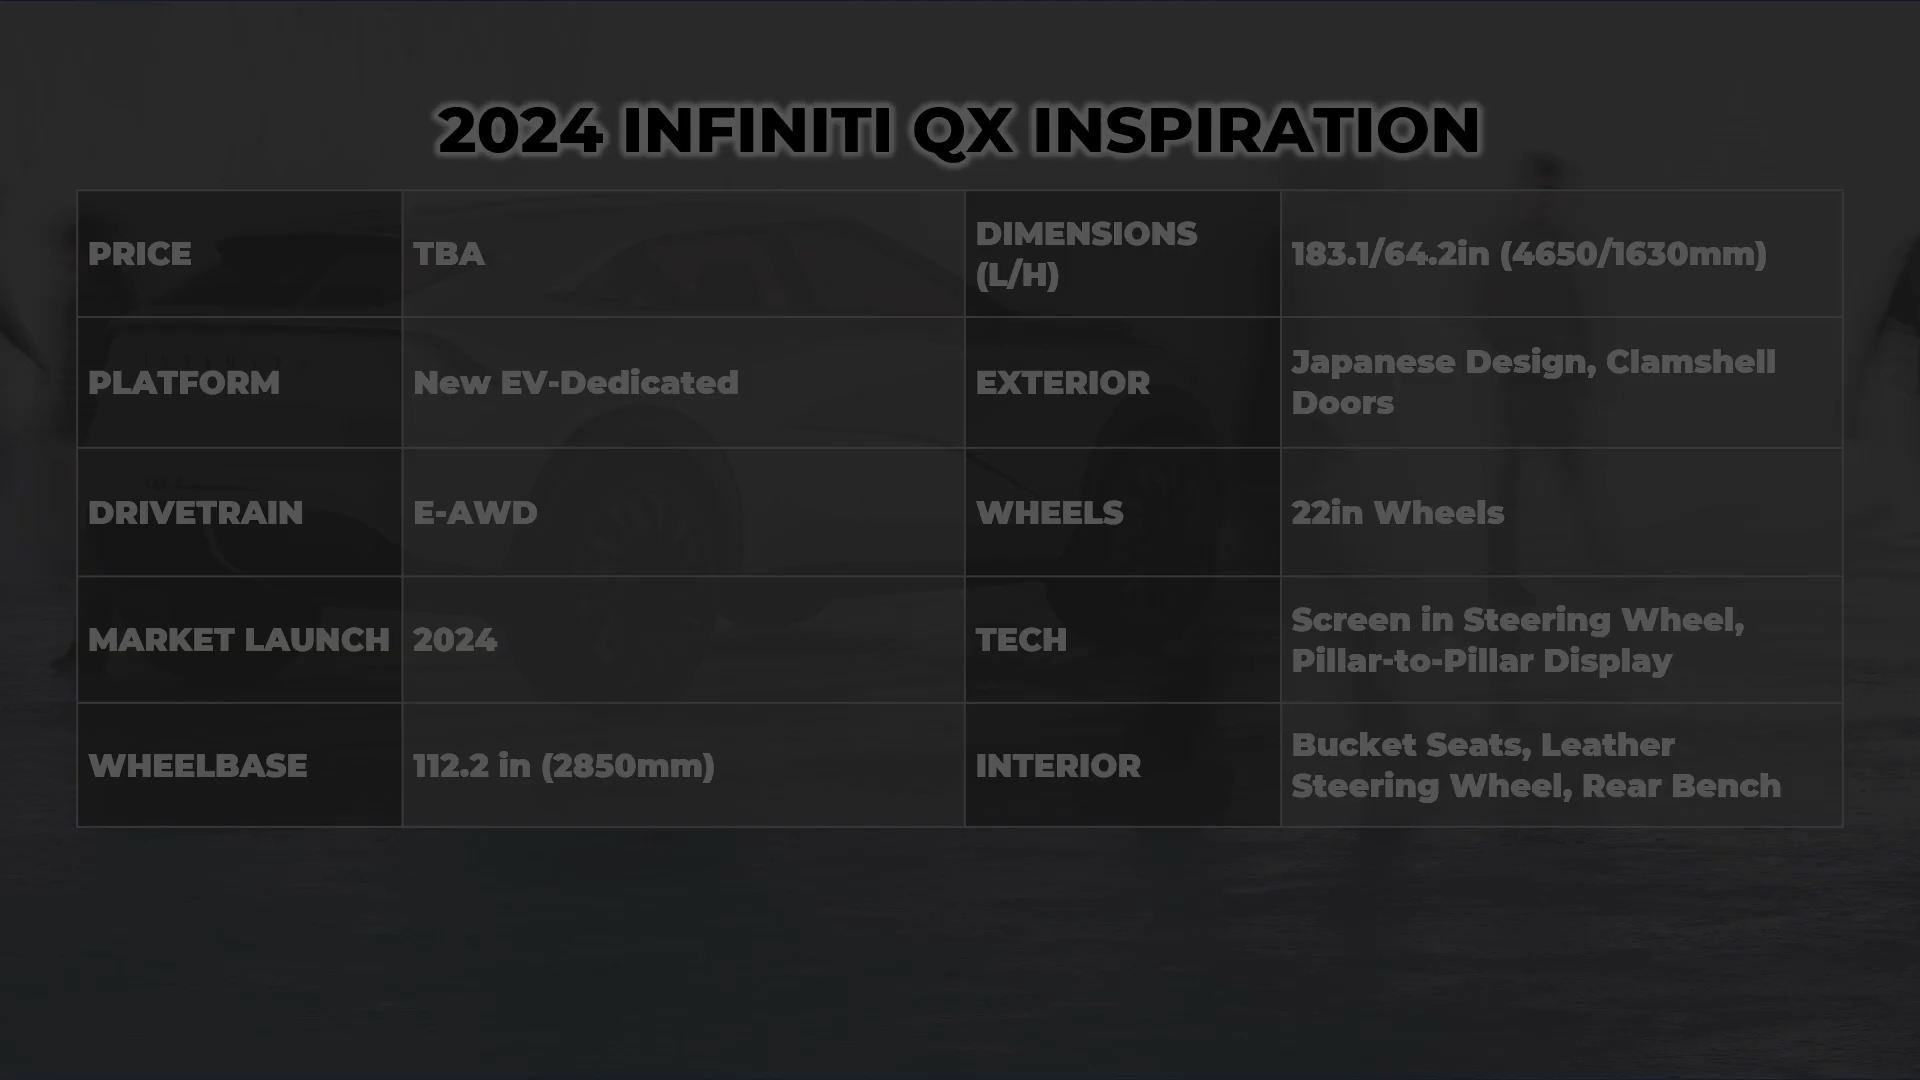 2024 INFINITI QX INSPIRATION
PRICE
TBA
DIMENSIONS
(L/H)
183.1/64.2in (4650/1630mm)
PLATFORM
New EV-Dedicated
EXTERIOR
Japanese Design, Clamshell
Doors
DRIVETRAIN
E-AWD
WHEELS
22in Wheels
MARKET LAUNCH
2024
TECH
Screen in Steering Wheel,
Pillar-to-Pillar Display
WHEELBASE
112.2 in (2850mm)
INTERIOR
Bucket Seats, Leather
Steering Wheel, Rear Bench